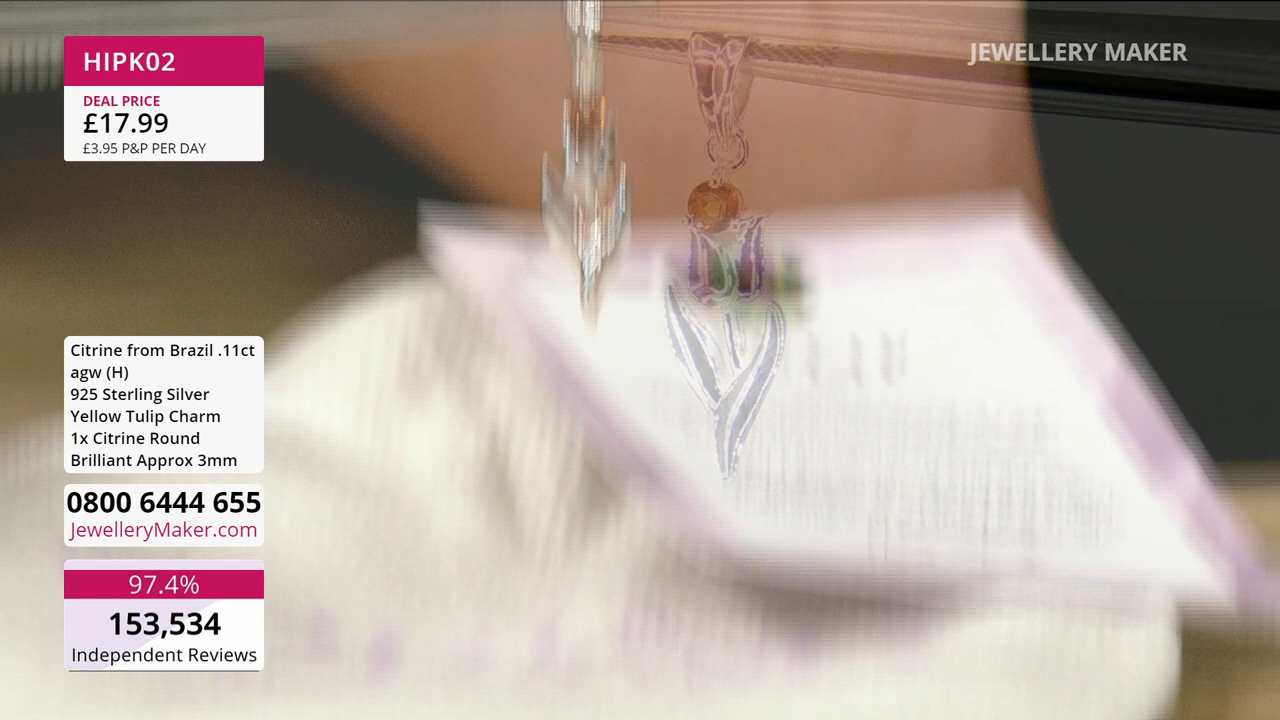 HIPK02
DEAL PRICE
£17.99
£3.95 P&P PER DAY
JEWELLERY MAKER
Citrine from Brazil .11ct
agw (H)
925 Sterling Silver
Yellow Tulip Charm
1x Citrine Round
Brilliant Approx 3mm
0800 6444 655
JewelleryMaker.com
97.4%
153,534
Independent Reviews